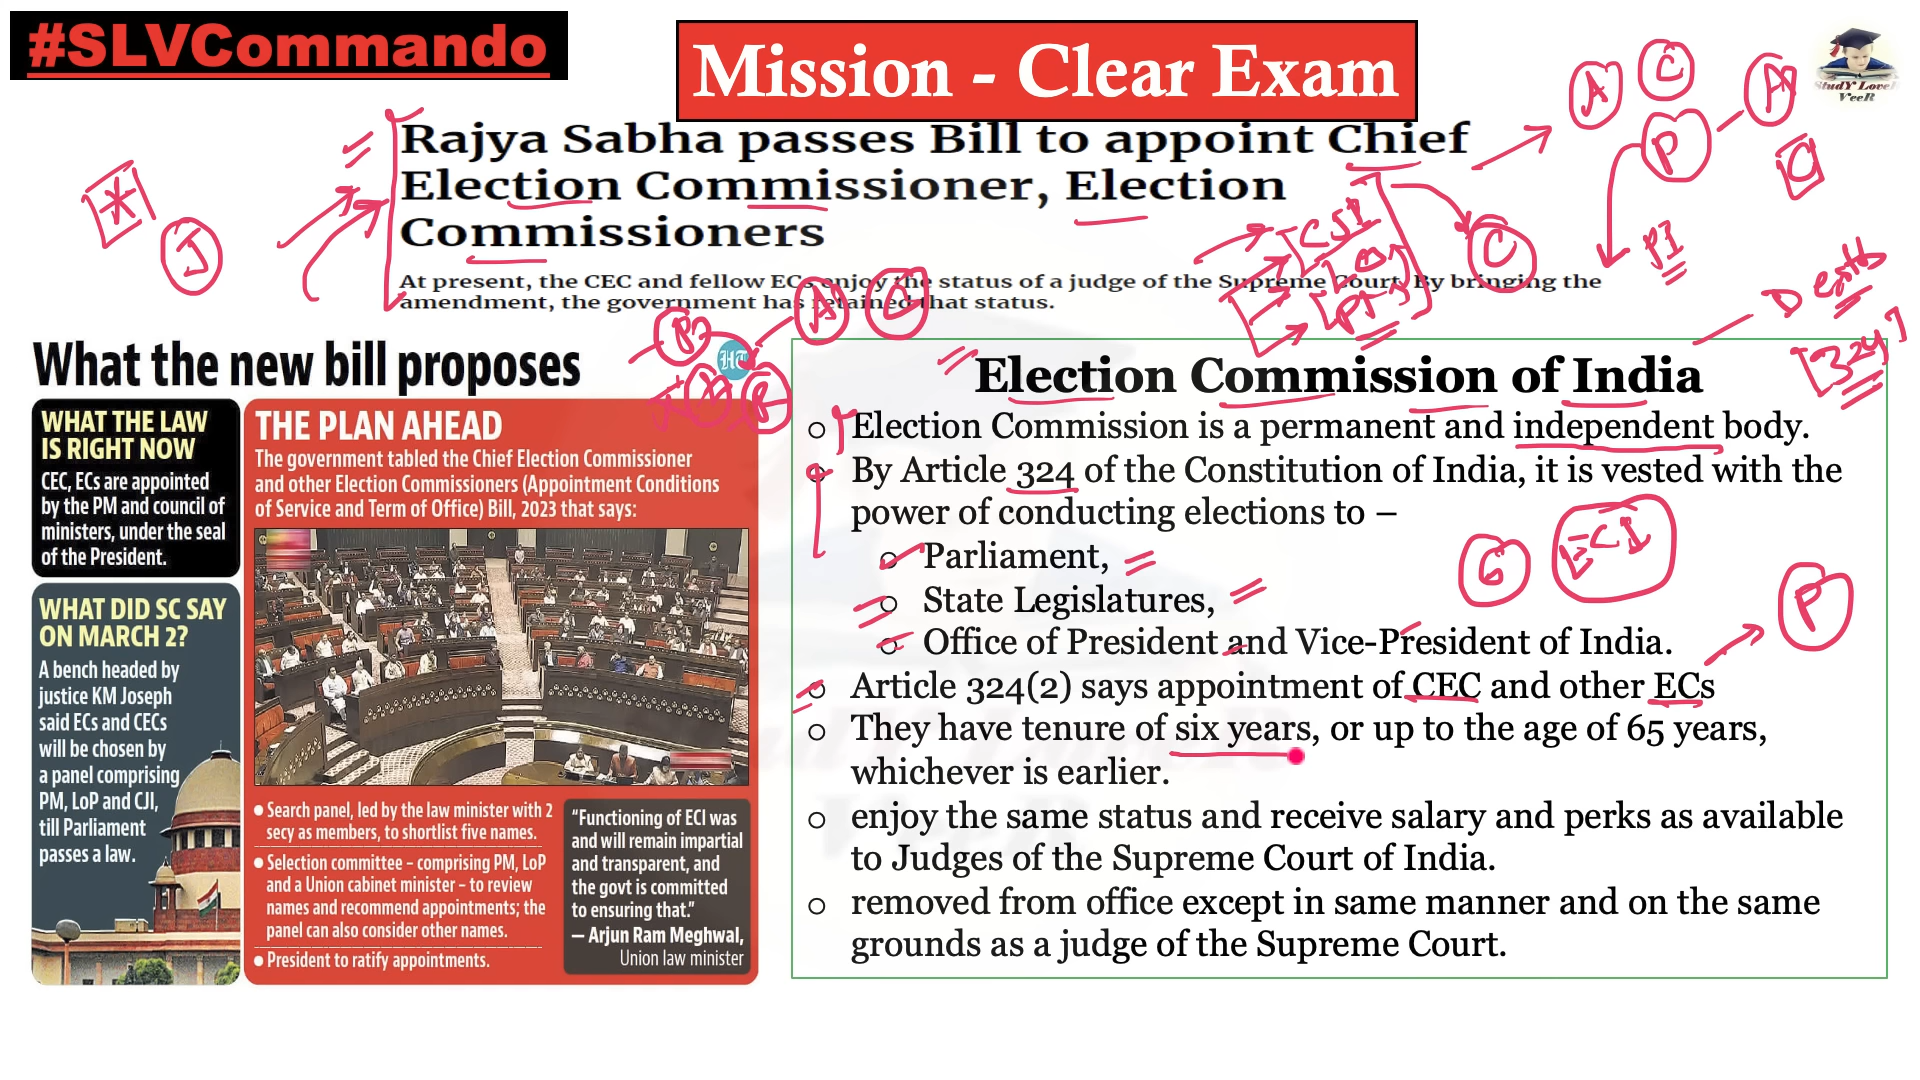 #SLVCommando
Mission - Clear Exam
StudY LoveR
VeeR
Rajya Sabha passes Bill to appoint Chief
Election Commissioner, Election
Commissioners
At present, the CEC and fellow ECs enjoy the status of a judge of the Supreme Court. By bringing the
amendment, the government has retained that status.
A
C
P
A
C
J
CJI
C
PI
Death
[324]
What the new bill proposes
HT
WHAT THE LAW
IS RIGHT NOW
CEC, ECs are appointed
by the PM and council of
ministers, under the seal
of the President.
WHAT DID SC SAY
ON MARCH 2?
A bench headed by
justice KM Joseph
said ECs and CECs
will be chosen by
a panel comprising
PM, LoP and CJI,
till Parliament
passes a law.
THE PLAN AHEAD
The government tabled the Chief Election Commissioner
and other Election Commissioners (Appointment Conditions
of Service and Term of Office) Bill, 2023 that says:
• Search panel, led by the law minister with 2
secy as members, to shortlist five names.
• Selection committee – comprising PM, LoP
and a Union cabinet minister – to review
names and recommend appointments; the
panel can also consider other names.
• President to ratify appointments.
“Functioning of ECI was
and will remain impartial
and transparent, and
the govt is committed
to ensuring that.”
— Arjun Ram Meghwal,
Union law minister
Election Commission of India
o Election Commission is a permanent and independent body.
o By Article 324 of the Constitution of India, it is vested with the
power of conducting elections to –
o Parliament,
o State Legislatures,
o Office of President and Vice-President of India.
G
ECI
P
o Article 324(2) says appointment of CEC and other ECs
o They have tenure of six years, or up to the age of 65 years,
whichever is earlier.
o enjoy the same status and receive salary and perks as available
to Judges of the Supreme Court of India.
o removed from office except in same manner and on the same
grounds as a judge of the Supreme Court.